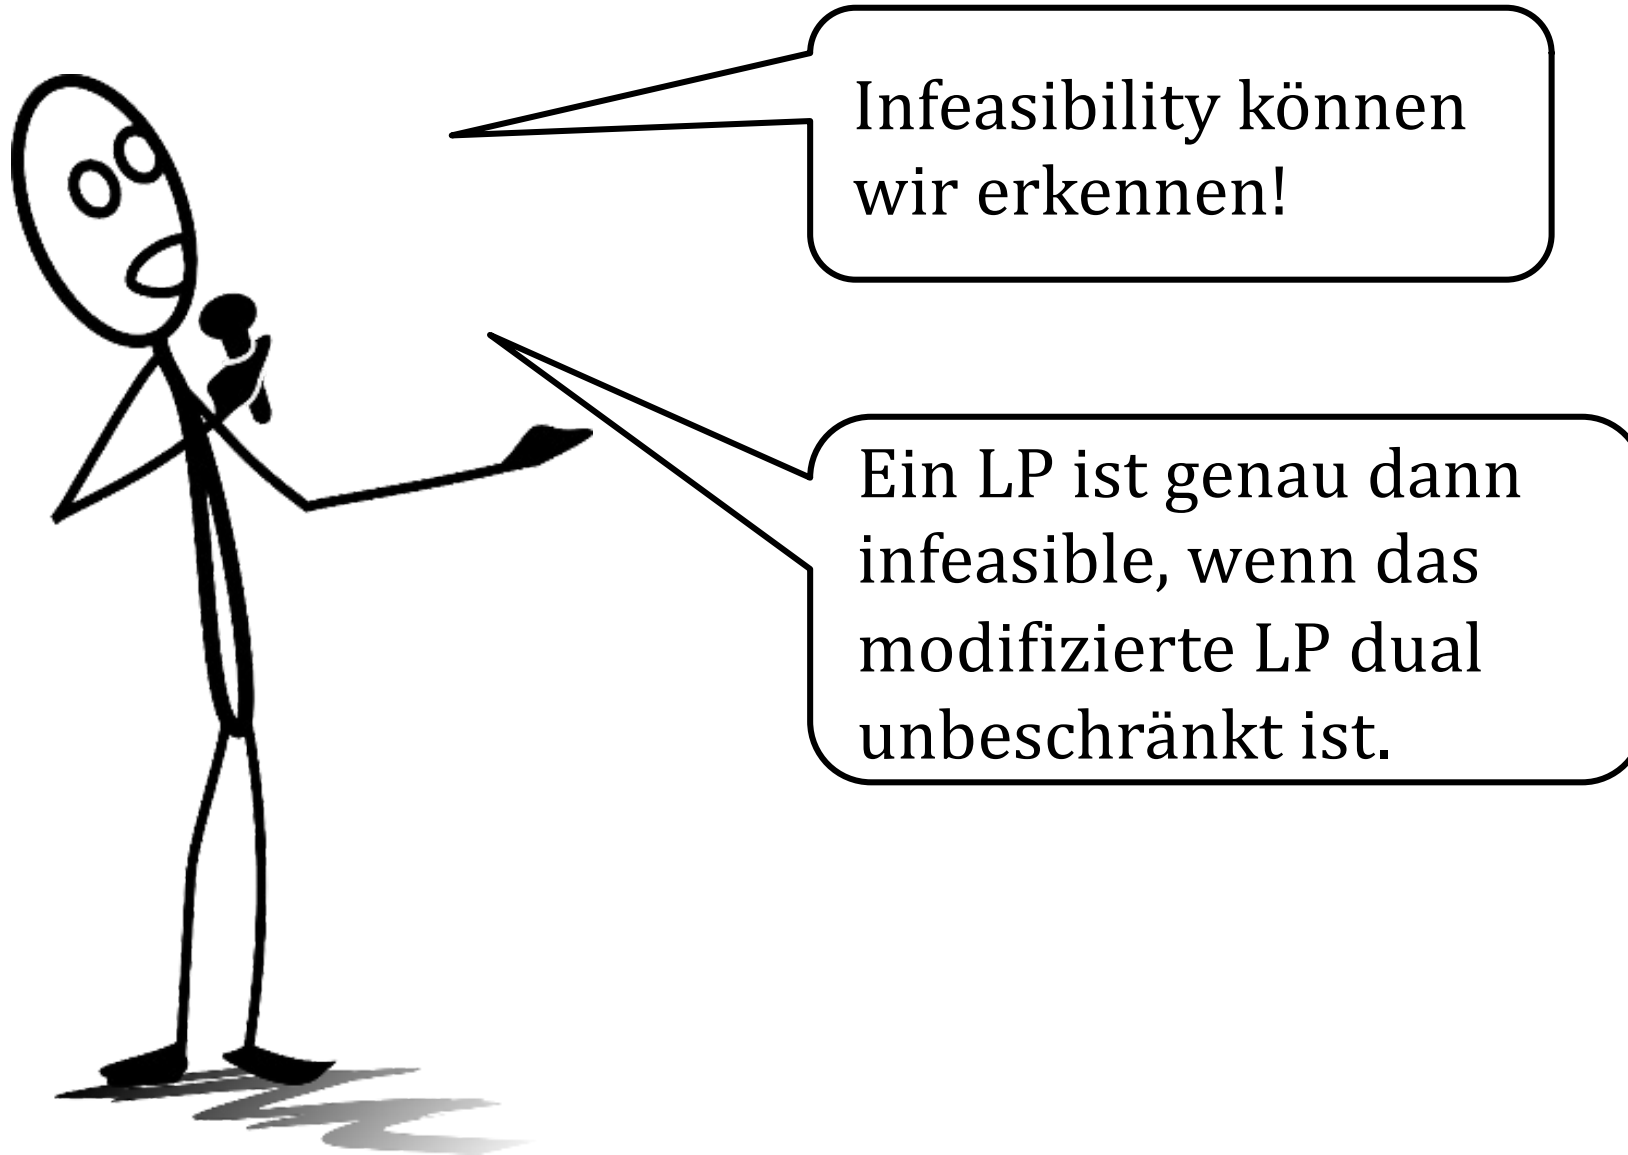 Infeasibility können
wir erkennen!
Ein LP ist genau dann
infeasible, wenn das
modifizierte LP dual
unbeschränkt ist.